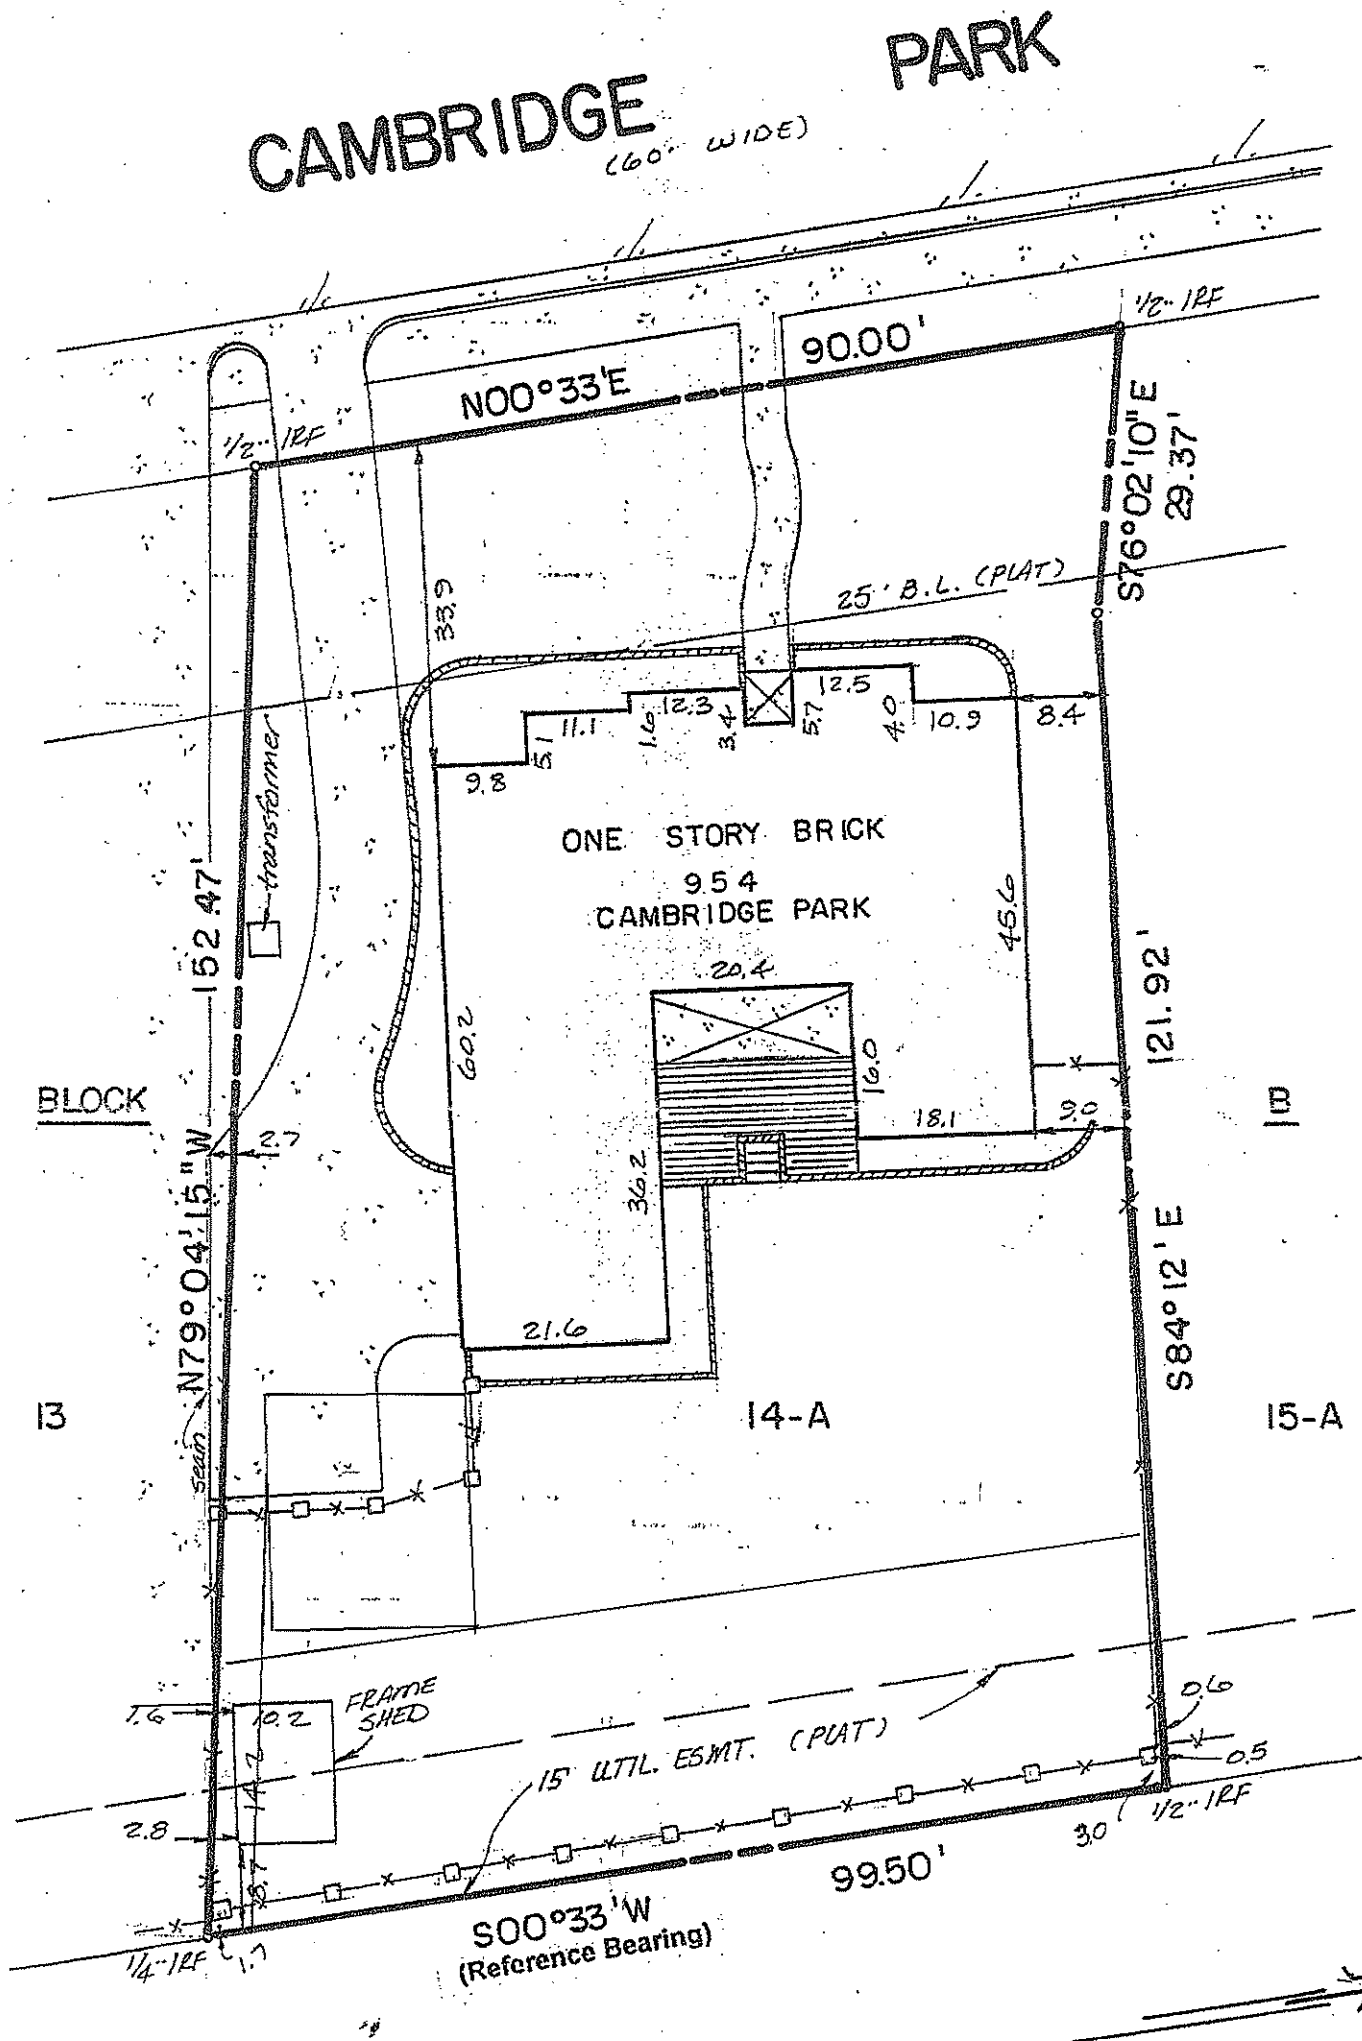 CAMBRIDGE PARK
(60' WIDE)
1/2" IRF
90.00'
N00°33'E
1/2" IRF
S76°02'10"E
29.37'
25' B.L. (PLAT)
33.9
12.5
12.3
11.1
1.6
3.4
5.7
4.0
10.9
8.4
5.1
9.8
transformer
ONE STORY BRICK
954
CAMBRIDGE PARK
152.47'
N79°04'15"W
45.6
20.4
60.2
16.0
121.92'
S84°12'E
BLOCK
B
2.7
18.1
9.0
36.2
21.6
13
14-A
15-A
seam
FRAME
SHED
1.6
10.2
14.2
15' UTIL. ESMT. (PLAT)
0.6
0.5
2.8
8.7
3.0
1/2" IRF
99.50'
S00°33'W
(Reference Bearing)
1/4" IRF
1.7